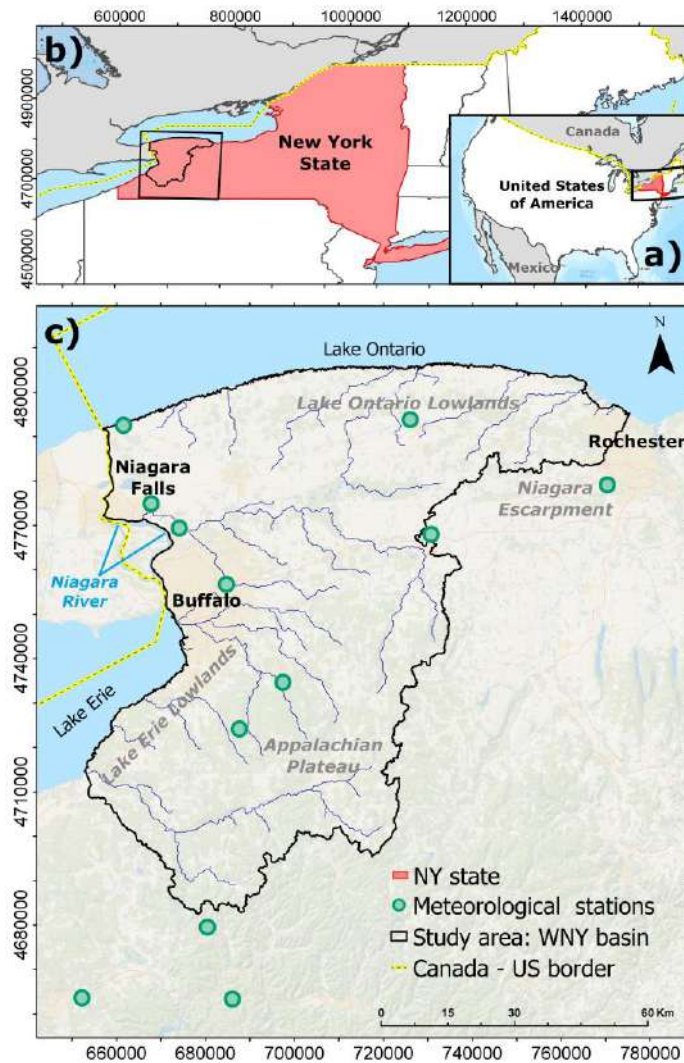 600000 800000 1000000 1200000 1400000
b)
4900000
4700000
4500000
New York
State
Canada
United States
of America
Mexico
a)
c)
N
Lake Ontario
4800000
Lake Ontario Lowlands
Rochester
Niagara
Falls
Niagara
Escarpment
4770000
Niagara
River
Buffalo
4740000
Lake Erie
Lake Erie Lowlands
Appalachian
Plateau
4710000
NY state
Meteorological stations
4680000
Study area: WNY basin
Canada - US border
0 15 30 60 Km
660000 680000 700000 720000 740000 760000 780000